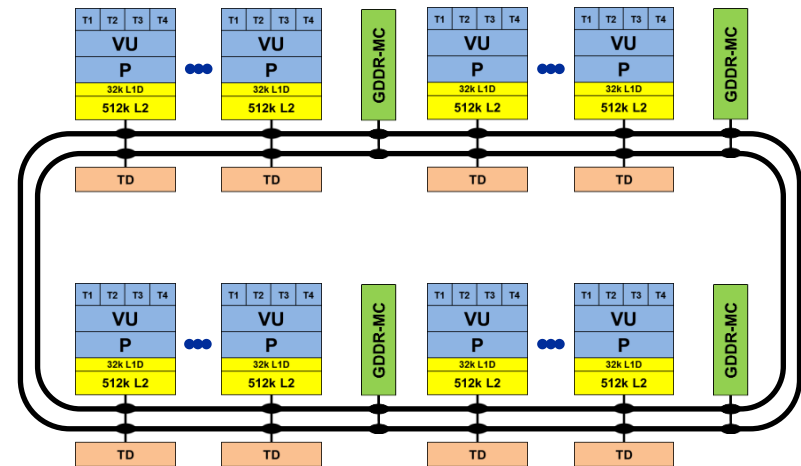 T1 T2 T3 T4 T1 T2 T3 T4 GDDR-MC T1 T2 T3 T4 T1 T2 T3 T4 GDDR-MC
VU VU VU VU
P P P P
32k L1D 32k L1D 32k L1D 32k L1D
512k L2 512k L2 512k L2 512k L2
TD TD TD TD
T1 T2 T3 T4 T1 T2 T3 T4 GDDR-MC T1 T2 T3 T4 T1 T2 T3 T4 GDDR-MC
VU VU VU VU
P P P P
32k L1D 32k L1D 32k L1D 32k L1D
512k L2 512k L2 512k L2 512k L2
TD TD TD TD